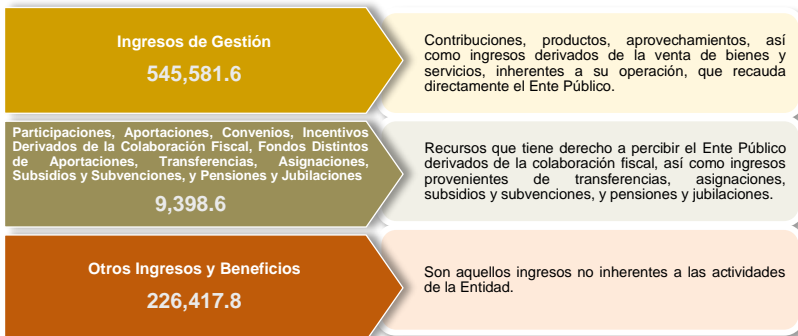 Ingresos de Gestión
545,581.6
Contribuciones, productos, aprovechamientos, así
como ingresos derivados de la venta de bienes y
servicios, inherentes a su operación, que recauda
directamente el Ente Público.
Participaciones, Aportaciones, Convenios, Incentivos
Derivados de la Colaboración Fiscal, Fondos Distintos
de Aportaciones, Transferencias, Asignaciones,
Subsidios y Subvenciones, y Pensiones y Jubilaciones
9,398.6
Recursos que tiene derecho a percibir el Ente Público
derivados de la colaboración fiscal, así como ingresos
provenientes de transferencias, asignaciones,
subsidios y subvenciones, y pensiones y jubilaciones.
Otros Ingresos y Beneficios
226,417.8
Son aquellos ingresos no inherentes a las actividades
de la Entidad.